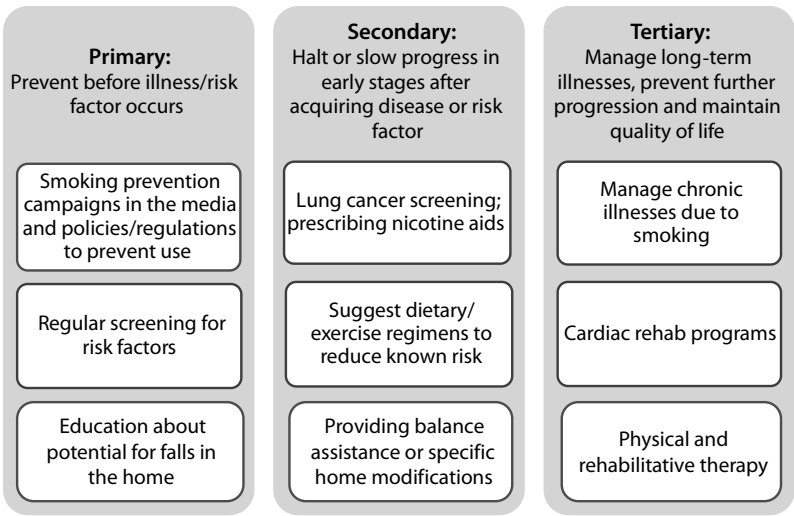 Primary:
Prevent before illness/risk
factor occurs
Smoking prevention
campaigns in the media
and policies/regulations
to prevent use
Regular screening for
risk factors
Education about
potential for falls in
the home
Secondary:
Halt or slow progress in
early stages after
acquiring disease or risk
factor
Lung cancer screening;
prescribing nicotine aids
Suggest dietary/
exercise regimens to
reduce known risk
Providing balance
assistance or specific
home modifications
Tertiary:
Manage long-term
illnesses, prevent further
progression and maintain
quality of life
Manage chronic
illnesses due to
smoking
Cardiac rehab programs
Physical and
rehabilitative therapy